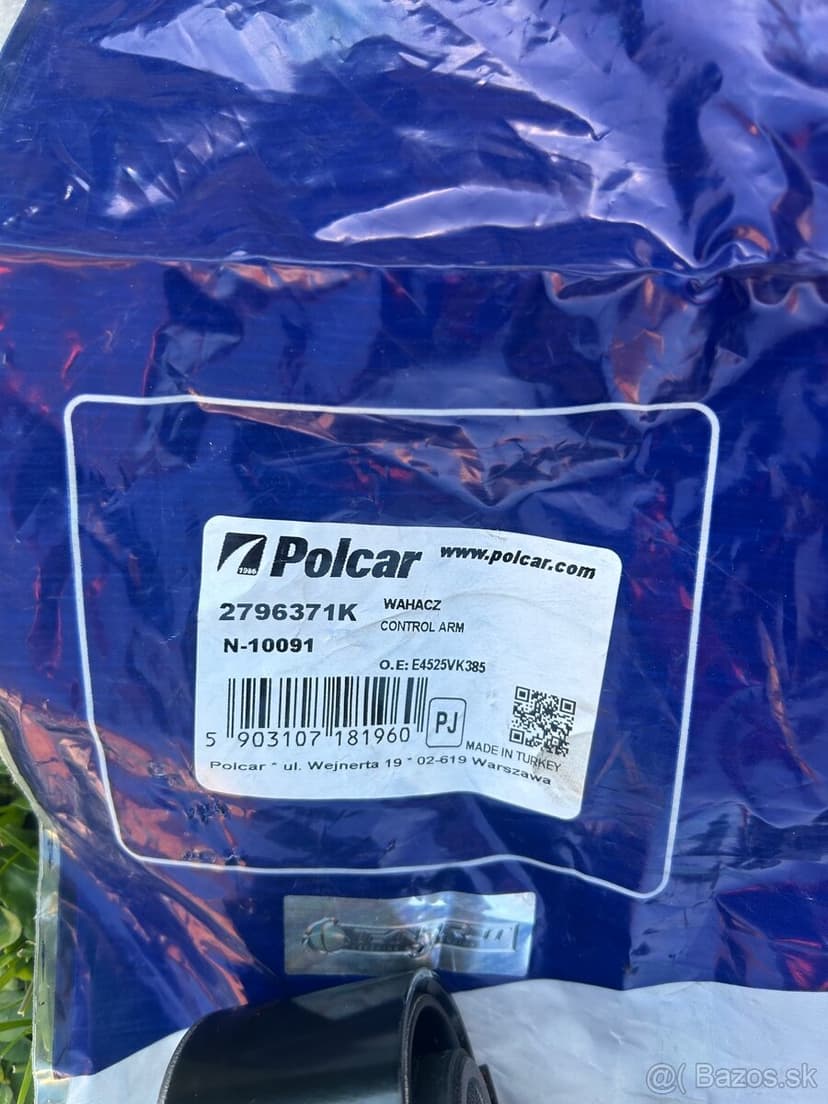 1986 Polcar www.polcar.com
2796371K WAHACZ
CONTROL ARM
N-10091
O.E: E4525VK385
5 903107 181960 PJ
MADE IN TURKEY
Polcar * ul. Wejnerta 19 * 02-619 Warszawa
@( Bazos.sk